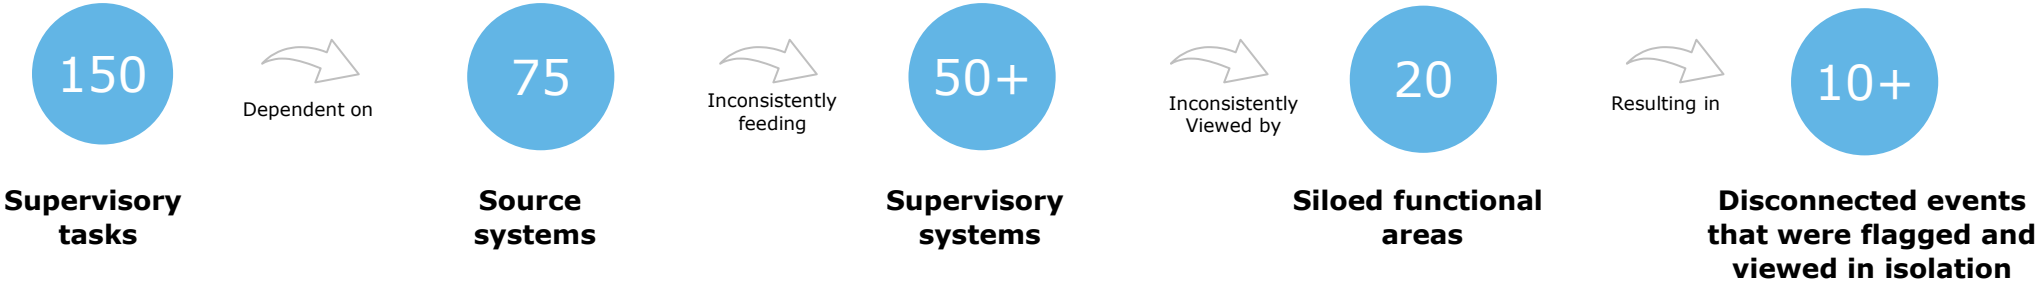 150
Dependent on
75
Inconsistently
feeding
50+
Inconsistently
Viewed by
20
Resulting in
10+
Supervisory
tasks
Source
systems
Supervisory
systems
Siloed functional
areas
Disconnected events
that were flagged and
viewed in isolation